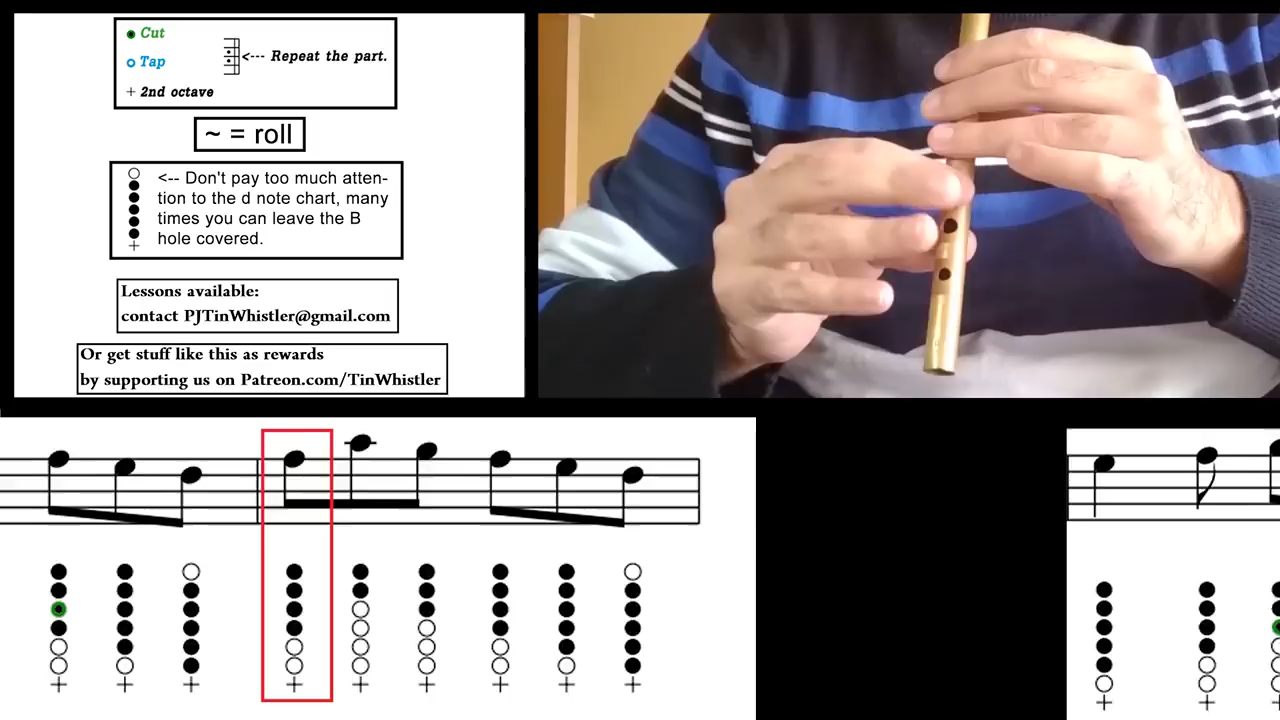 Cut
Tap
<--- Repeat the part.
+ 2nd octave
~ = roll
<-- Don't pay too much atten-
tion to the d note chart, many
times you can leave the B
hole covered.
+
Lessons available:
contact PJTinWhistler@gmail.com
Or get stuff like this as rewards
by supporting us on Patreon.com/TinWhistler
+ + + + + + + + + + +